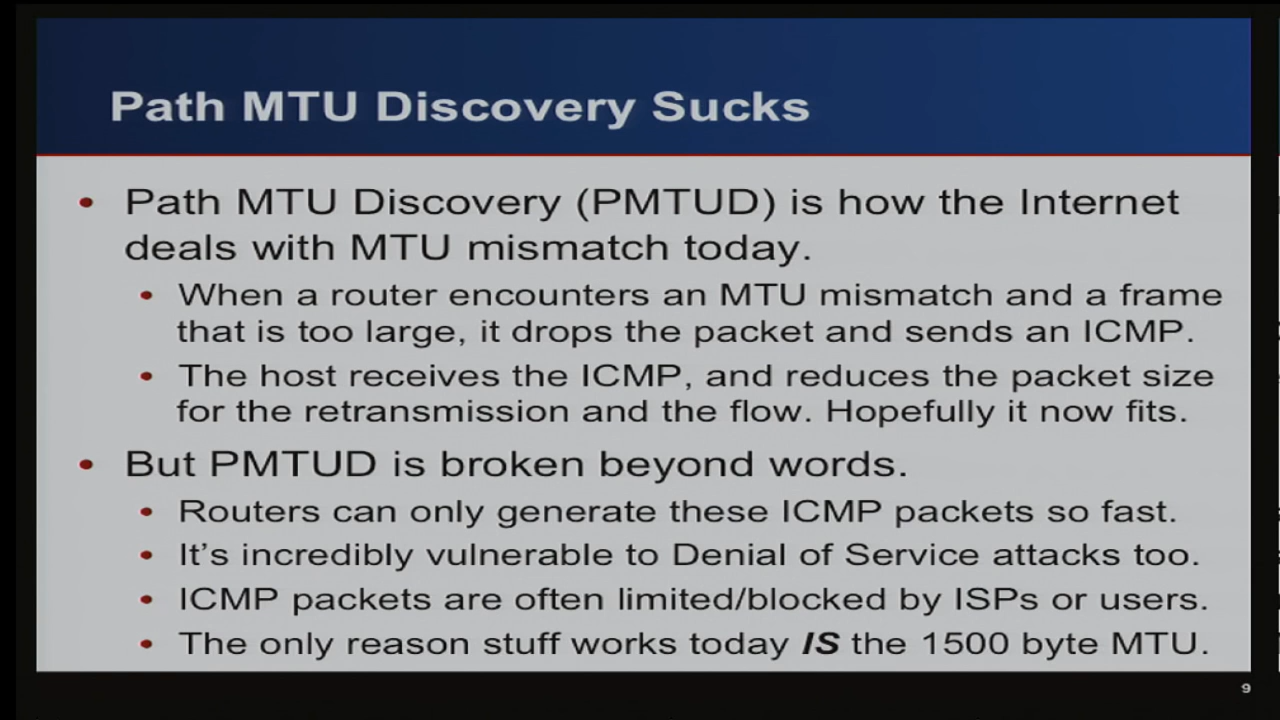 Path MTU Discovery Sucks
• Path MTU Discovery (PMTUD) is how the Internet
deals with MTU mismatch today.
• When a router encounters an MTU mismatch and a frame
that is too large, it drops the packet and sends an ICMP.
• The host receives the ICMP, and reduces the packet size
for the retransmission and the flow. Hopefully it now fits.
• But PMTUD is broken beyond words.
• Routers can only generate these ICMP packets so fast.
• It’s incredibly vulnerable to Denial of Service attacks too.
• ICMP packets are often limited/blocked by ISPs or users.
• The only reason stuff works today IS the 1500 byte MTU.
9